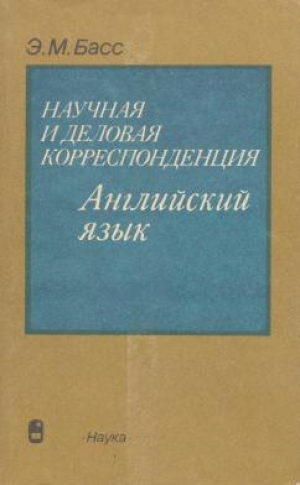 Э.М.Басс
НАУЧНАЯ
И ДЕЛОВАЯ
КОРРЕСПОНДЕНЦИЯ
Английский
язык
·Наука·